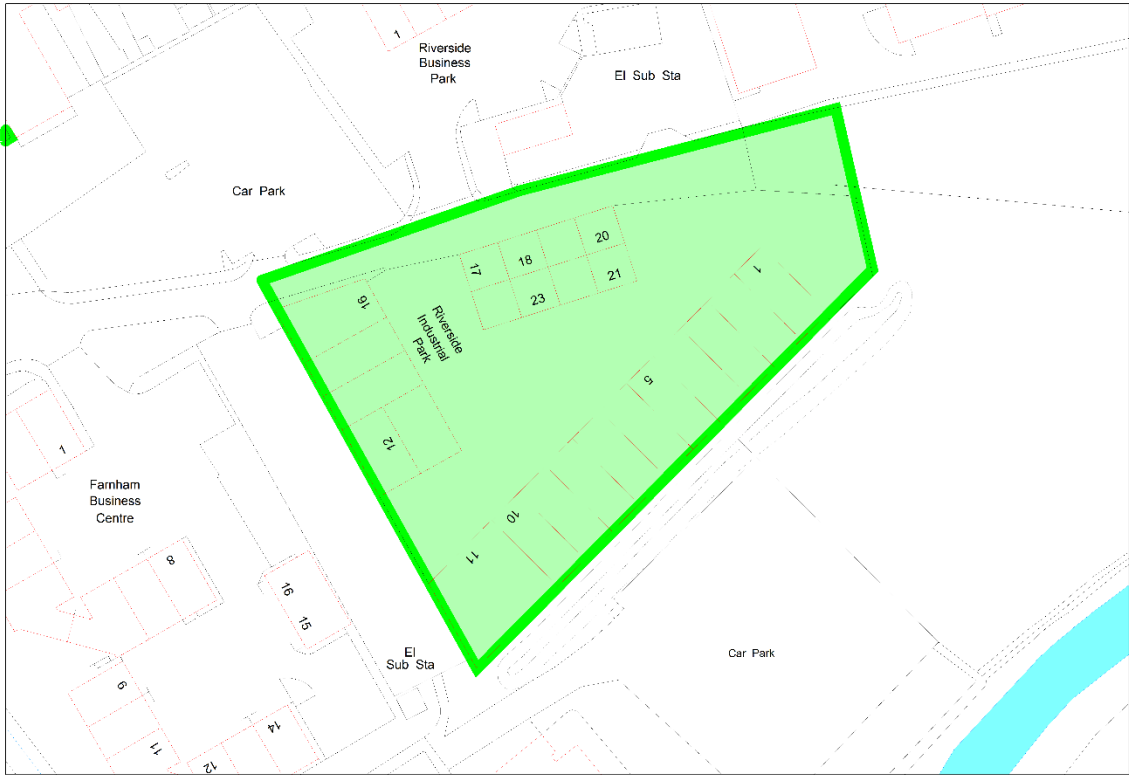 1
Riverside
Business
Park
El Sub Sta
Car Park
20
18
17
21
1
23
16
Riverside
Industrial
Park
5
12
1
Farnham
Business
Centre
10
11
8
16
15
El
Sub Sta
Car Park
9
14
11
12